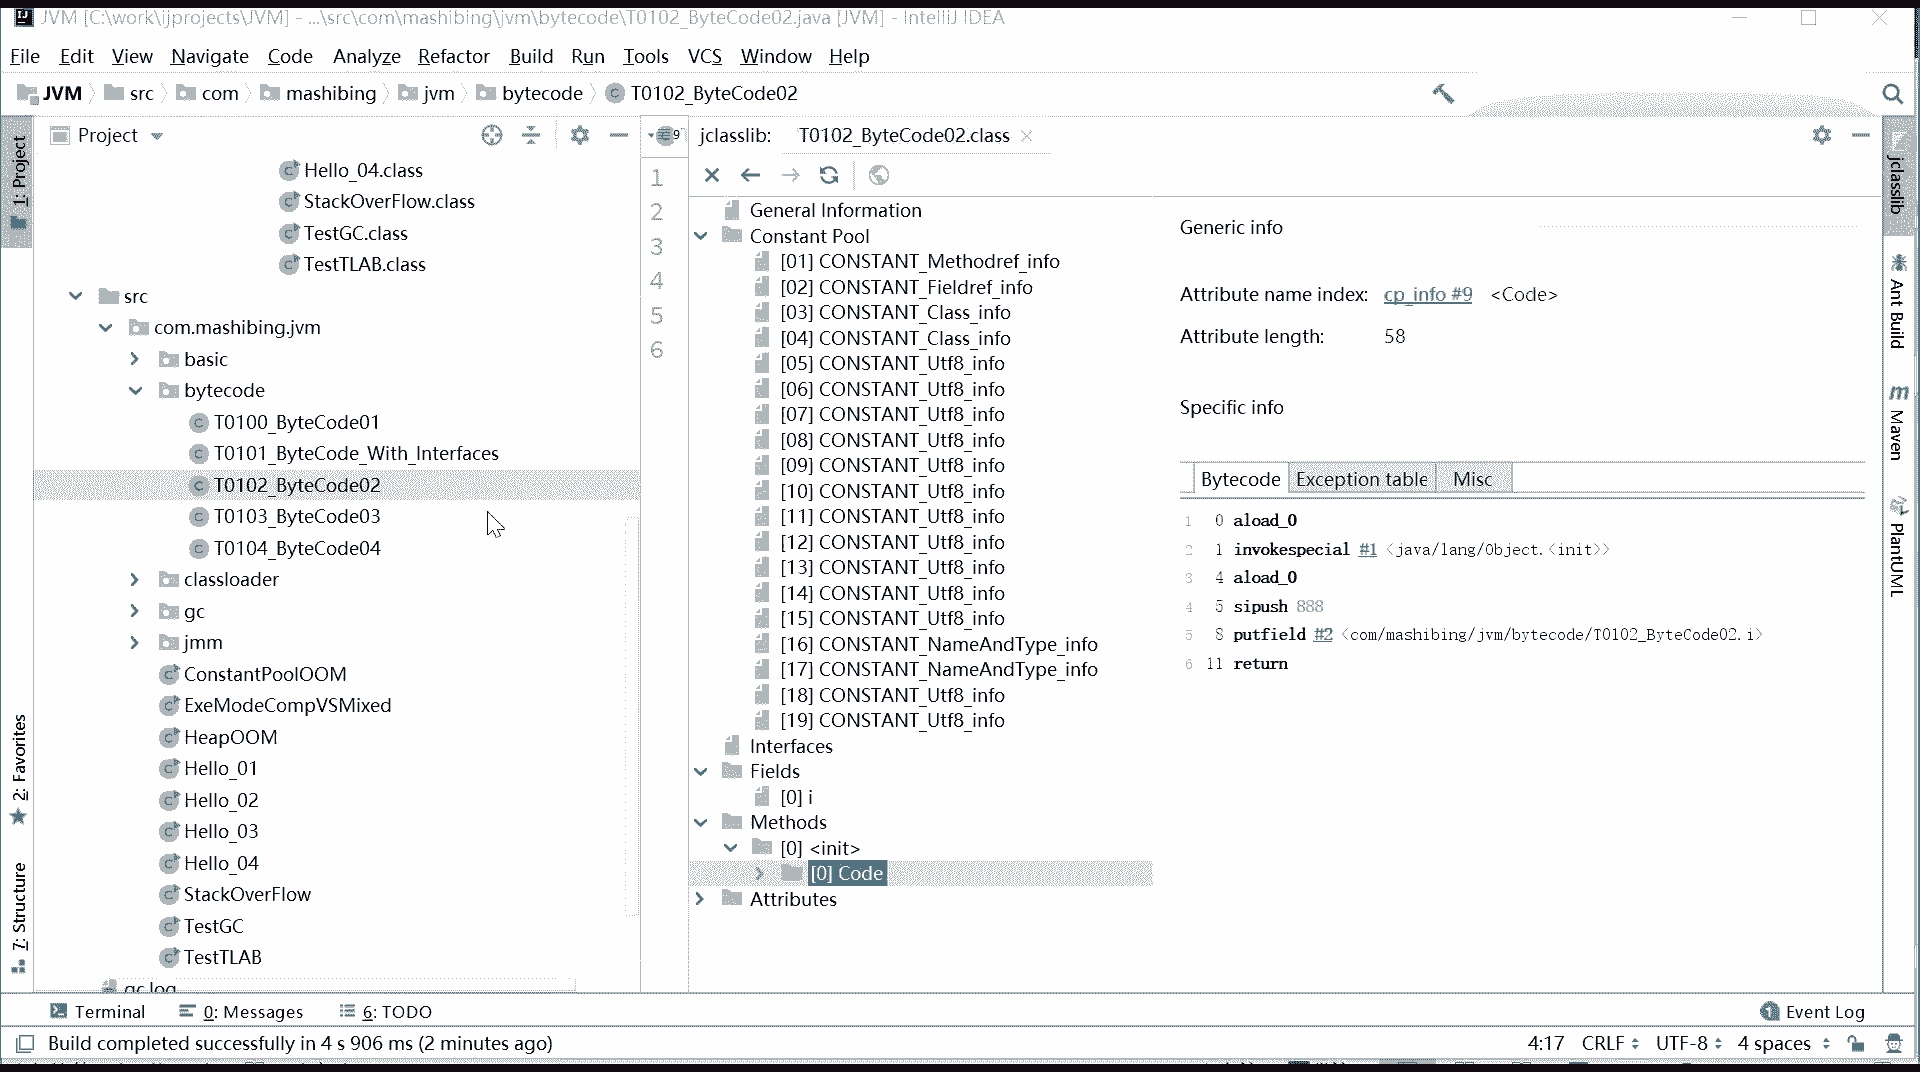 JVM [C:\work\ijprojects\JVM] - ...\src\com\mashibing\jvm\bytecode\T0102_ByteCode02.java [JVM] - IntelliJ IDEA
File Edit View Navigate Code Analyze Refactor Build Run Tools VCS Window Help
JVM src com mashibing jvm bytecode T0102_ByteCode02
1: Project
2: Favorites
7: Structure
Project
Hello_04.class
StackOverFlow.class
TestGC.class
TestTLAB.class
src
com.mashibing.jvm
basic
bytecode
T0100_ByteCode01
T0101_ByteCode_With_Interfaces
T0102_ByteCode02
T0103_ByteCode03
T0104_ByteCode04
classloader
gc
jmm
ConstantPoolOOM
ExeModeCompVSMixed
HeapOOM
Hello_01
Hello_02
Hello_03
Hello_04
StackOverFlow
TestGC
TestTLAB
gc.log
9
1
2
3
4
5
6
jclasslib: T0102_ByteCode02.class
General Information
Constant Pool
[01] CONSTANT_Methodref_info
[02] CONSTANT_Fieldref_info
[03] CONSTANT_Class_info
[04] CONSTANT_Class_info
[05] CONSTANT_Utf8_info
[06] CONSTANT_Utf8_info
[07] CONSTANT_Utf8_info
[08] CONSTANT_Utf8_info
[09] CONSTANT_Utf8_info
[10] CONSTANT_Utf8_info
[11] CONSTANT_Utf8_info
[12] CONSTANT_Utf8_info
[13] CONSTANT_Utf8_info
[14] CONSTANT_Utf8_info
[15] CONSTANT_Utf8_info
[16] CONSTANT_NameAndType_info
[17] CONSTANT_NameAndType_info
[18] CONSTANT_Utf8_info
[19] CONSTANT_Utf8_info
Interfaces
Fields
[0] i
Methods
[0] <init>
[0] Code
Attributes
Generic info
Attribute name index: cp_info #9 <Code>
Attribute length: 58
Specific info
Bytecode Exception table Misc
1 0 aload_0
2 1 invokespecial #1 <java/lang/Object.<init>>
3 4 aload_0
4 5 sipush 888
5 8 putfield #2 <com/mashibing/jvm/bytecode/T0102_ByteCode02.i>
6 11 return
jclasslib
Ant Build
Maven
PlantUML
Terminal 0: Messages 6: TODO 1 Event Log
Build completed successfully in 4 s 906 ms (2 minutes ago) 4:17 CRLF UTF-8 4 spaces